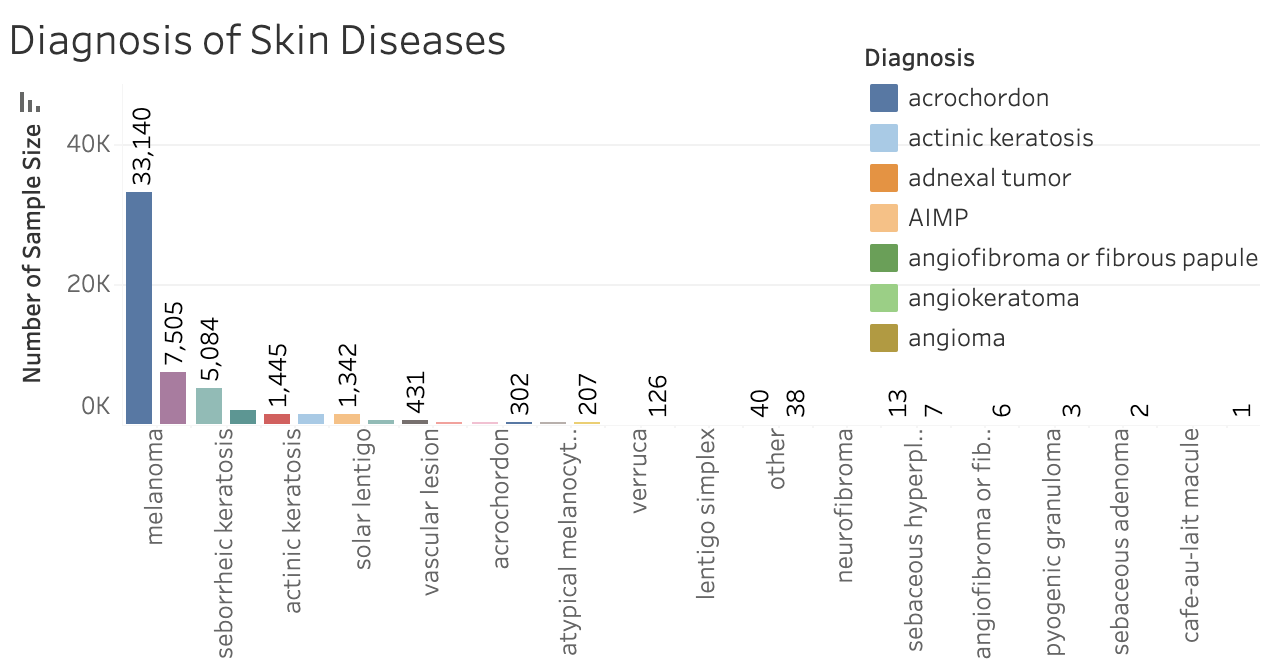 Diagnosis of Skin Diseases
Diagnosis
acrochordon
actinic keratosis
adnexal tumor
AIMP
angiofibroma or fibrous papule
angiokeratoma
angioma
Number of Sample Size
40K
20K
0K
33,140
7,505
5,084
1,445
1,342
431
302
207
126
40
38
13
7
6
3
2
1
melanoma
seborrheic keratosis
actinic keratosis
solar lentigo
vascular lesion
acrochordon
atypical melanocyt..
verruca
lentigo simplex
other
neurofibroma
sebaceous hyperpl..
angiofibroma or fib..
pyogenic granuloma
sebaceous adenoma
cafe-au-lait macule